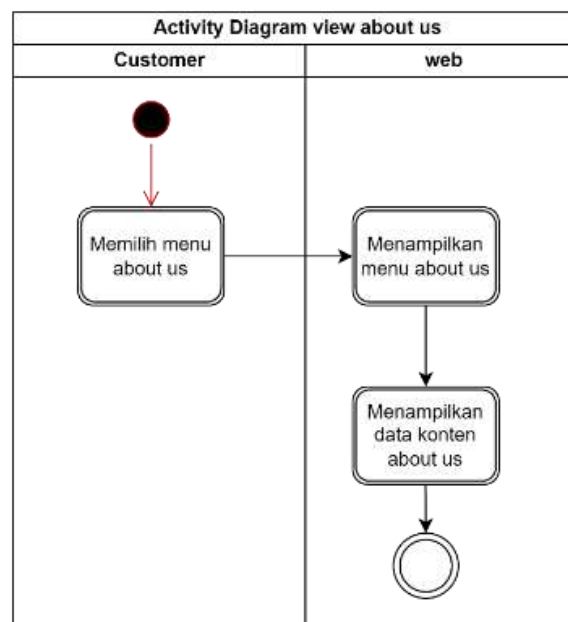 Activity Diagram view about us
Customer
web
Memilih menu
about us
Menampilkan
menu about us
Menampilkan
data konten
about us